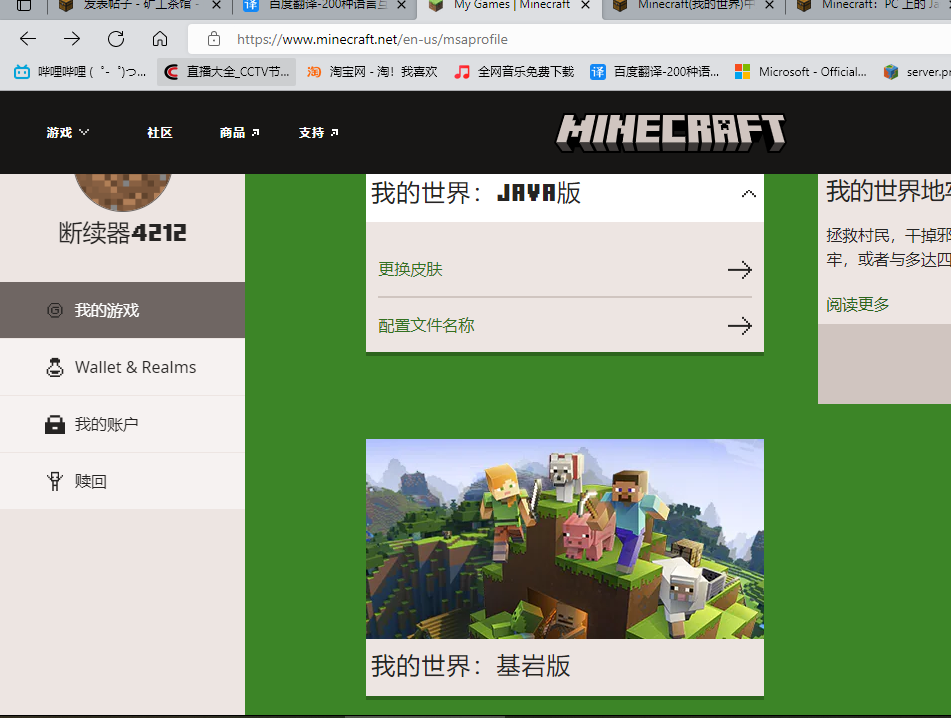 发表帖子 - 矿工茶馆 -
百度翻译-200种语言互
My Games | Minecraft
Minecraft(我的世界)中
Minecraft：PC 上的 Ja
https://www.minecraft.net/en-us/msaprofile
哔哩哔哩 ( ゜- ゜)つ...
直播大全_CCTV节...
淘宝网 - 淘！我喜欢
全网音乐免费下载
百度翻译-200种语...
Microsoft - Official...
server.pr
游戏
社区
商品
支持
MINECRAFT
断续器4212
我的游戏
Wallet & Realms
我的账户
赎回
我的世界：JAVA版
更换皮肤
配置文件名称
我的世界：基岩版
我的世界地牢
拯救村民，干掉邪
牢，或者与多达四
阅读更多